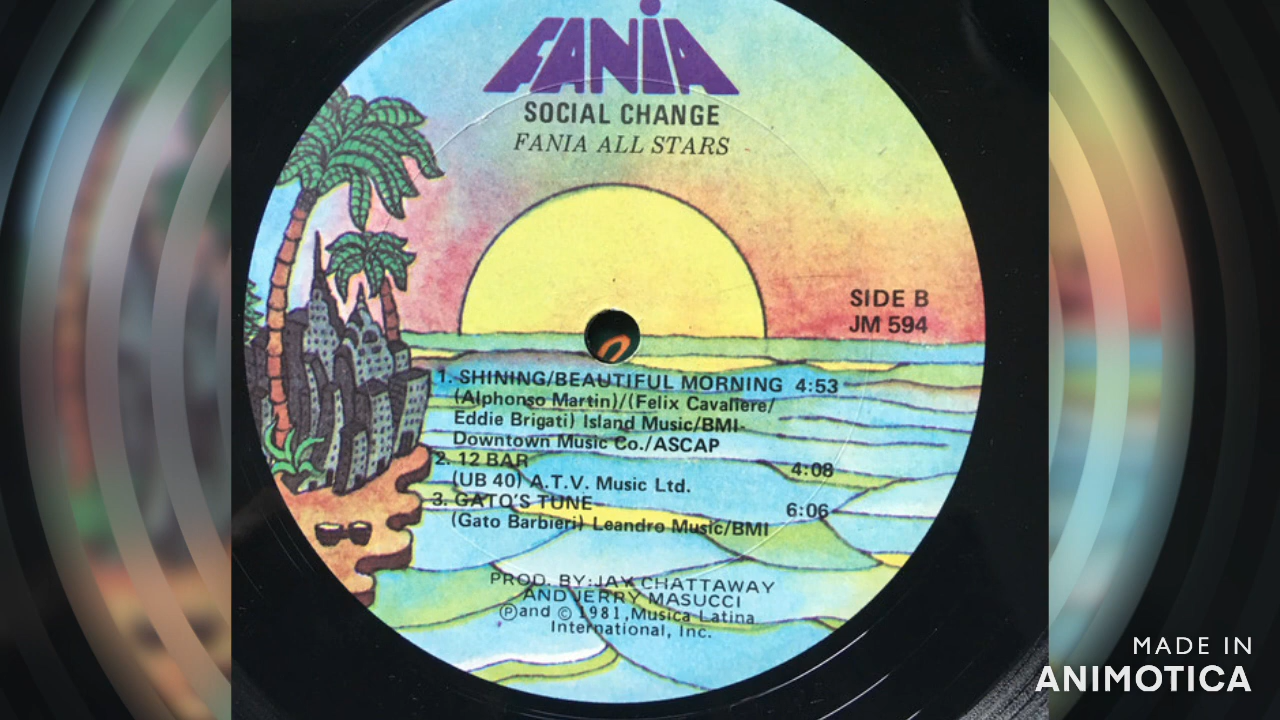 FANiA
SOCIAL CHANGE
FANIA ALL STARS
SIDE B
JM 594
1. SHINING/BEAUTIFUL MORNING 4:53
(Alphonso Martin)/(Felix Cavaliere/
Eddie Brigati) Island Music/BMI-
Downtown Music Co./ASCAP
2. 12 BAR 4:08
(UB 40) A.T.V. Music Ltd.
3. GATO'S TUNE 6:06
(Gato Barbieri) Leandro Music/BMI
PROD. BY: JAY CHATTAWAY
AND JERRY MASUCCI
Ⓟand © 1981, Musica Latina
International, Inc.
MADE IN
ANIMOTICA